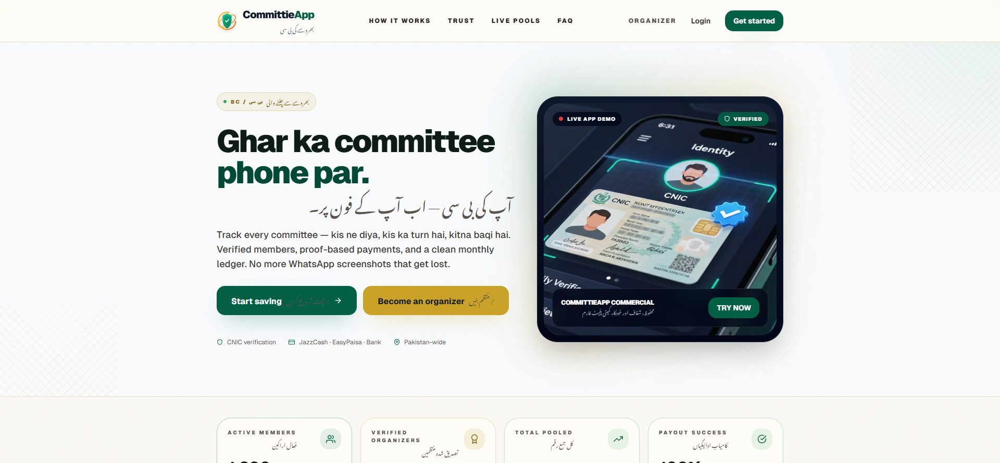 CommittieApp
بھروسے کی بی سی
HOW IT WORKS
TRUST
LIVE POOLS
FAQ
ORGANIZER
Login
Get started
BC / بی سی بھروسے سے چلنے والی
Ghar ka committee
phone par.
آپ کی بی سی — اب آپ کے فون پر۔
Track every committee — kis ne diya, kis ka turn hai, kitna baqi hai.
Verified members, proof-based payments, and a clean monthly
ledger. No more WhatsApp screenshots that get lost.
Start saving / بچت شروع کریں
Become an organizer / منتظم بنیں
CNIC verification
JazzCash · EasyPaisa · Bank
Pakistan-wide
LIVE APP DEMO
VERIFIED
6:31
Identity
CNIC
CNIC
COMMITTIEAPP COMMERCIAL
محفوظ، شفاف اور خودکار کمیٹی پلیٹ فارم
TRY NOW
ACTIVE MEMBERS
فعال اراکین
VERIFIED
ORGANIZERS
تصدیق شدہ منتظمین
TOTAL POOLED
کل جمع رقم
PAYOUT SUCCESS
کامیاب ادائیگیاں